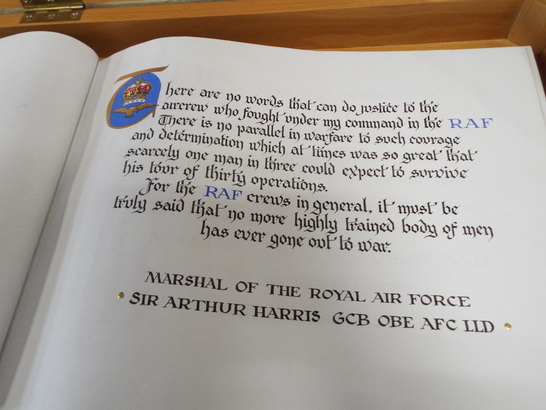 There are no words that can do justice to the
aircrew who fought under my command in the RAF
There is no parallel in warfare to such courage
and determination which at times was so great that
scarcely one man in three could expect to survive
his tour of thirty operations.
For the RAF crews in general, it must be
truly said that no more highly trained body of men
has ever gone out to war.
MARSHAL OF THE ROYAL AIR FORCE
SIR ARTHUR HARRIS GCB OBE AFC LLD